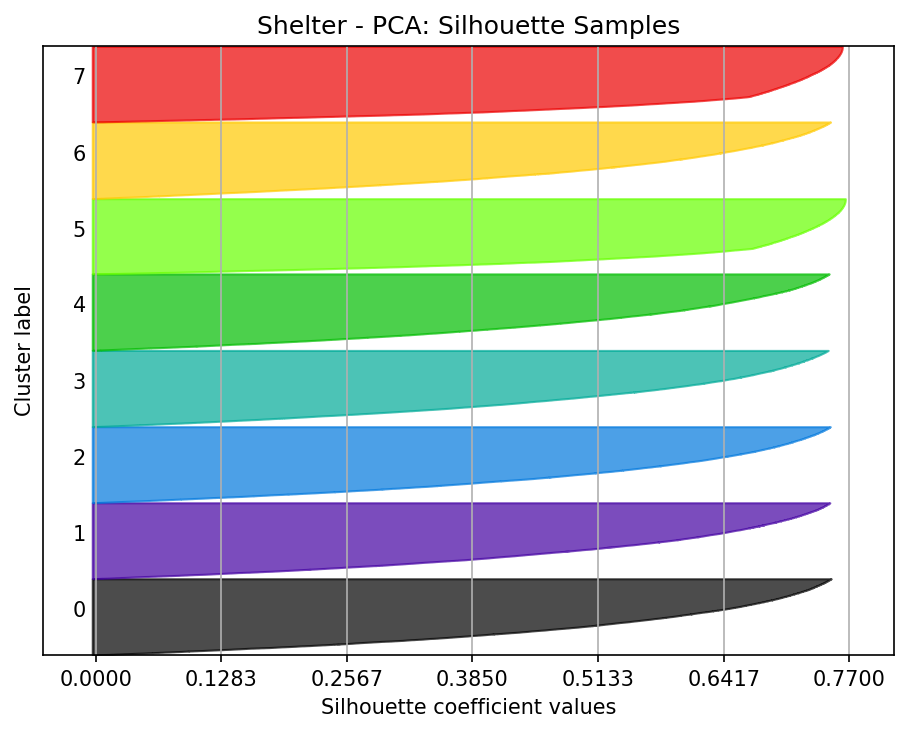 Shelter - PCA: Silhouette Samples
Cluster label
7
6
5
4
3
2
1
0
0.0000 0.1283 0.2567 0.3850 0.5133 0.6417 0.7700
Silhouette coefficient values